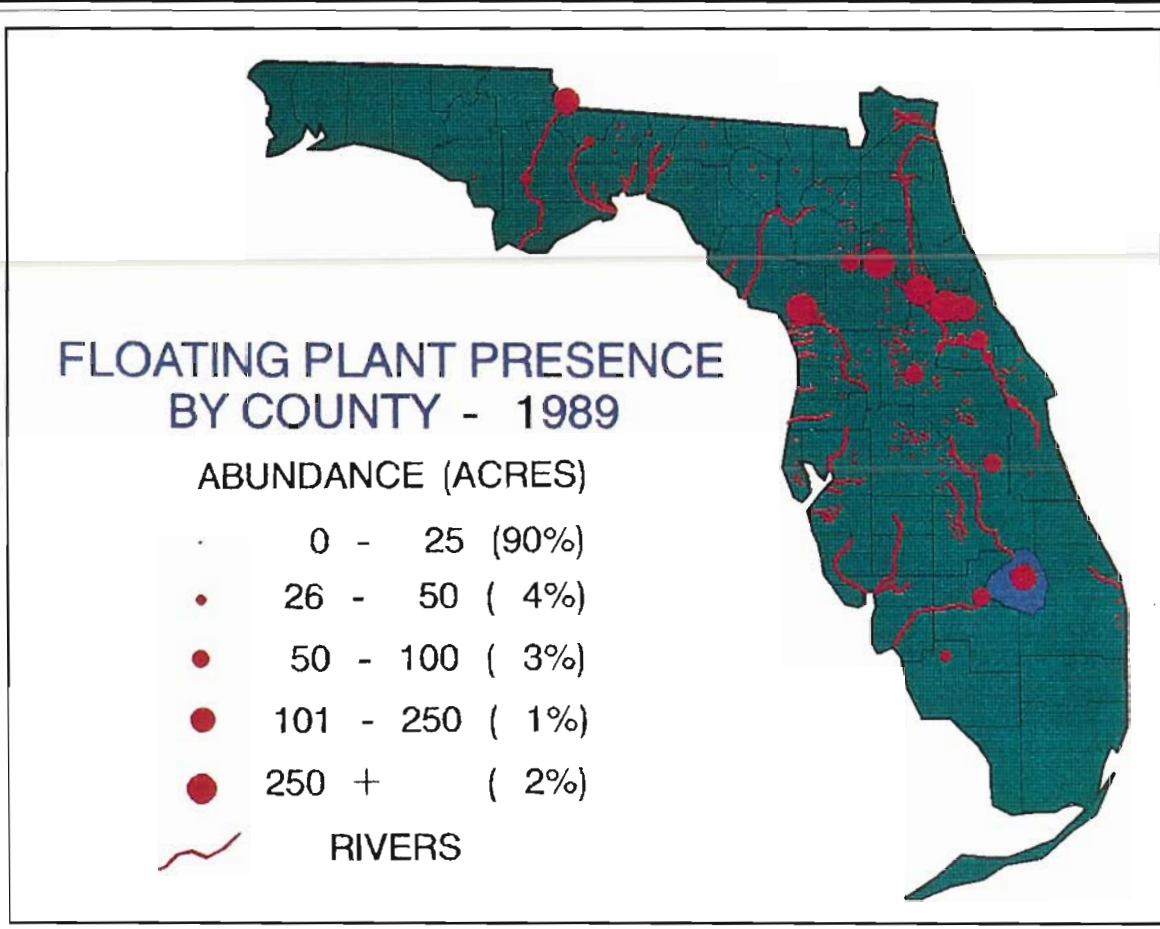 FLOATING PLANT PRESENCE
BY COUNTY - 1989
ABUNDANCE (ACRES)
0 - 25 (90%)
26 - 50 ( 4%)
50 - 100 ( 3%)
101 - 250 ( 1%)
250 + ( 2%)
RIVERS